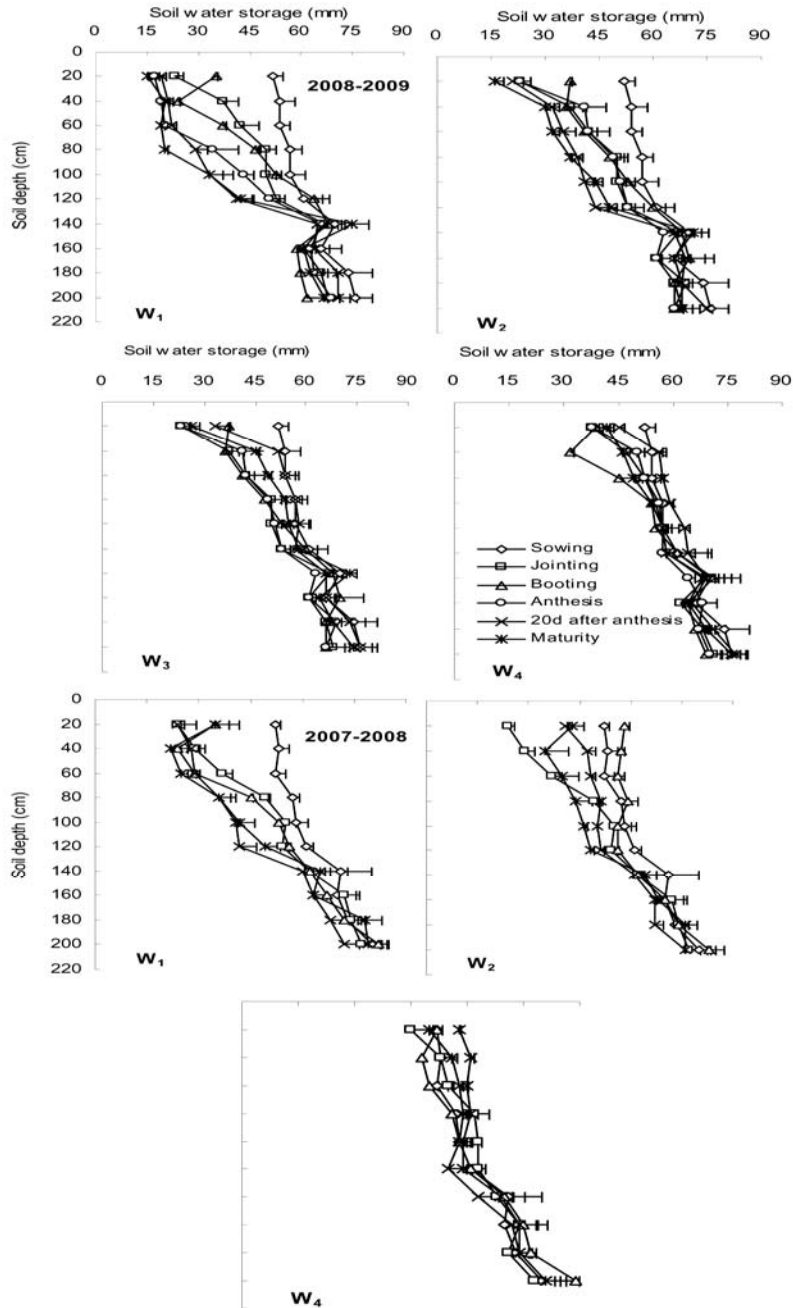 Soil water storage (mm)
Soil water storage (mm)
0 15 30 45 60 75 90
0 15 30 45 60 75 90
0
20
40
60
80
100
120
140
160
180
200
220
Soil depth (cm)
2008-2009
W1
W2
Soil water storage (mm)
Soil water storage (mm)
0 15 30 45 60 75 90
0 15 30 45 60 75 90
W3
Sowing
Jointing
Booting
Anthesis
20d after anthesis
Maturity
W4
0
20
40
60
80
100
120
140
160
180
200
220
Soil depth (cm)
2007-2008
W1
W2
W4